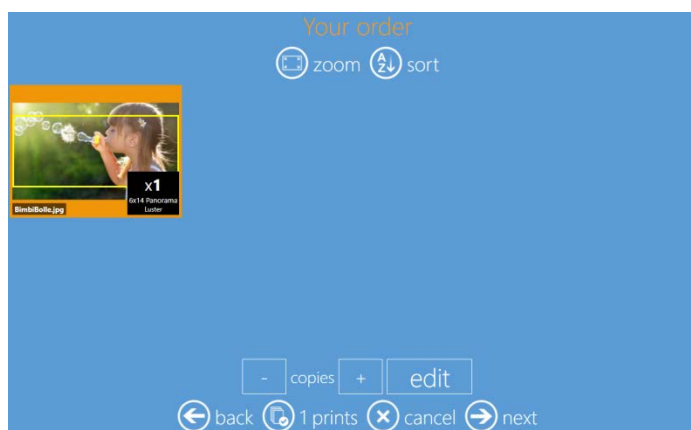 Your order
zoom sort
x1
6x14 Panorama
Luster
BimbiBolle.jpg
- copies + edit
back 1 prints cancel next